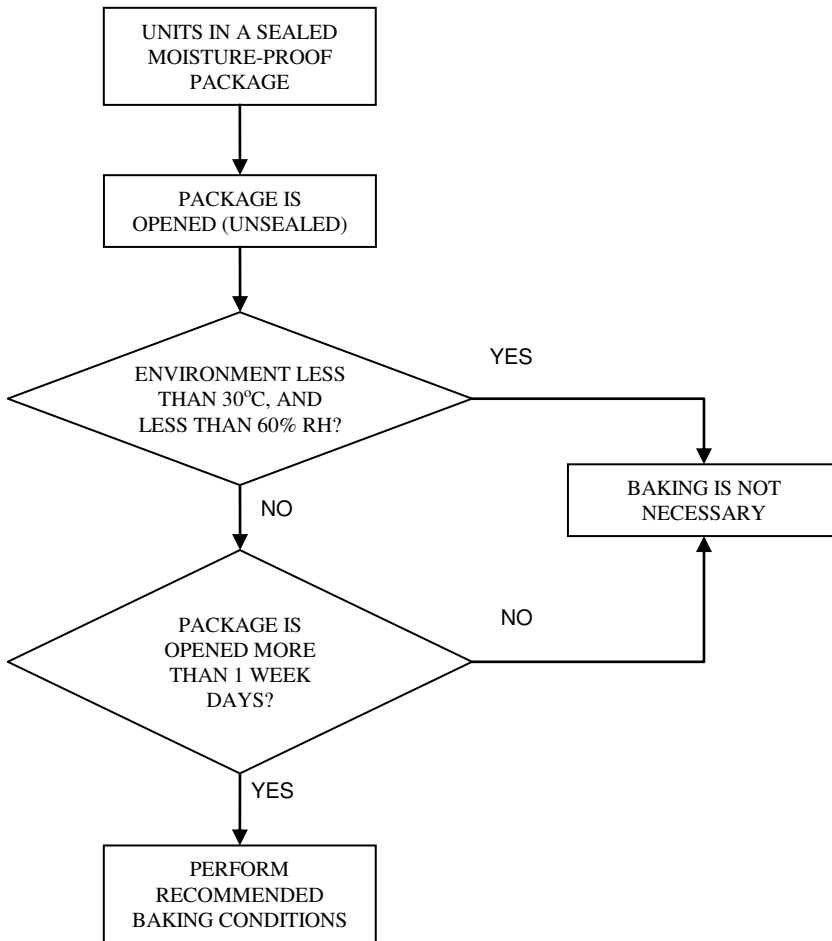 UNITS IN A SEALED
MOISTURE-PROOF
PACKAGE
PACKAGE IS
OPENED (UNSEALED)
ENVIRONMENT LESS
THAN 30°C, AND
LESS THAN 60% RH?
YES
BAKING IS NOT
NECESSARY
NO
PACKAGE IS
OPENED MORE
THAN 1 WEEK
DAYS?
NO
YES
PERFORM
RECOMMENDED
BAKING CONDITIONS